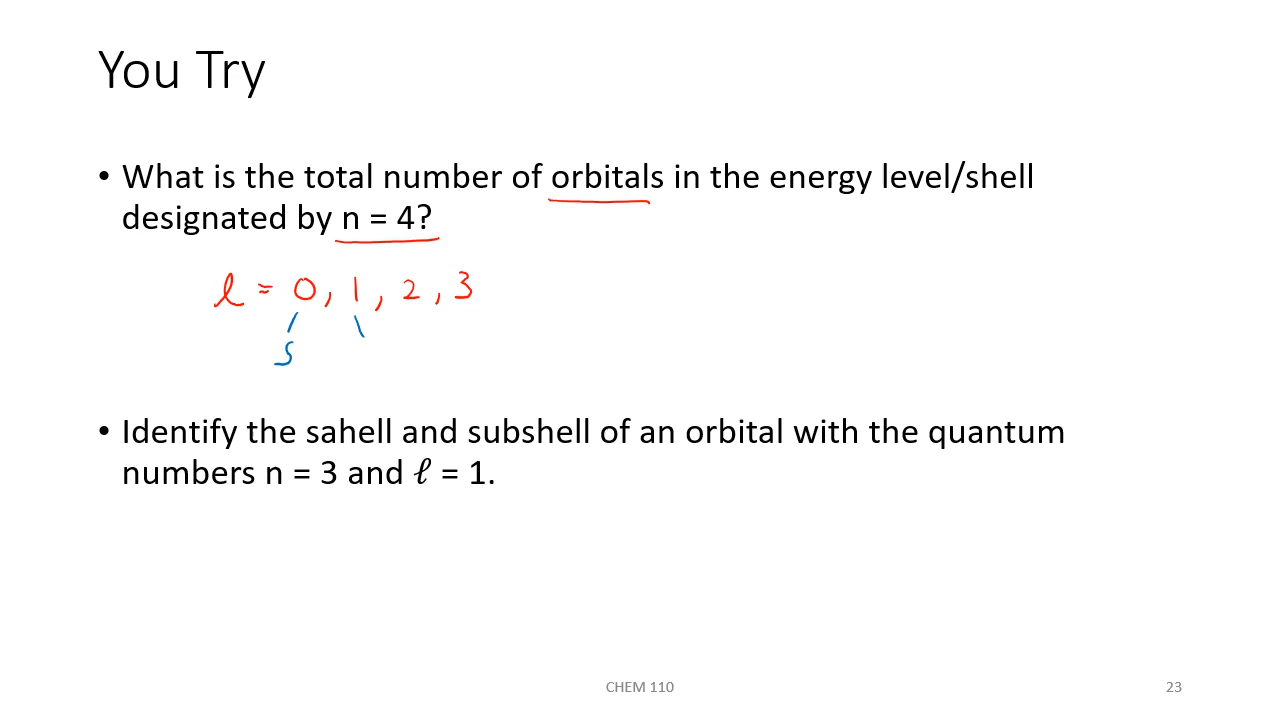 You Try
• What is the total number of orbitals in the energy level/shell
designated by n = 4?
l = 0, 1, 2, 3
s
• Identify the sahell and subshell of an orbital with the quantum
numbers n = 3 and ℓ = 1.
CHEM 110
23